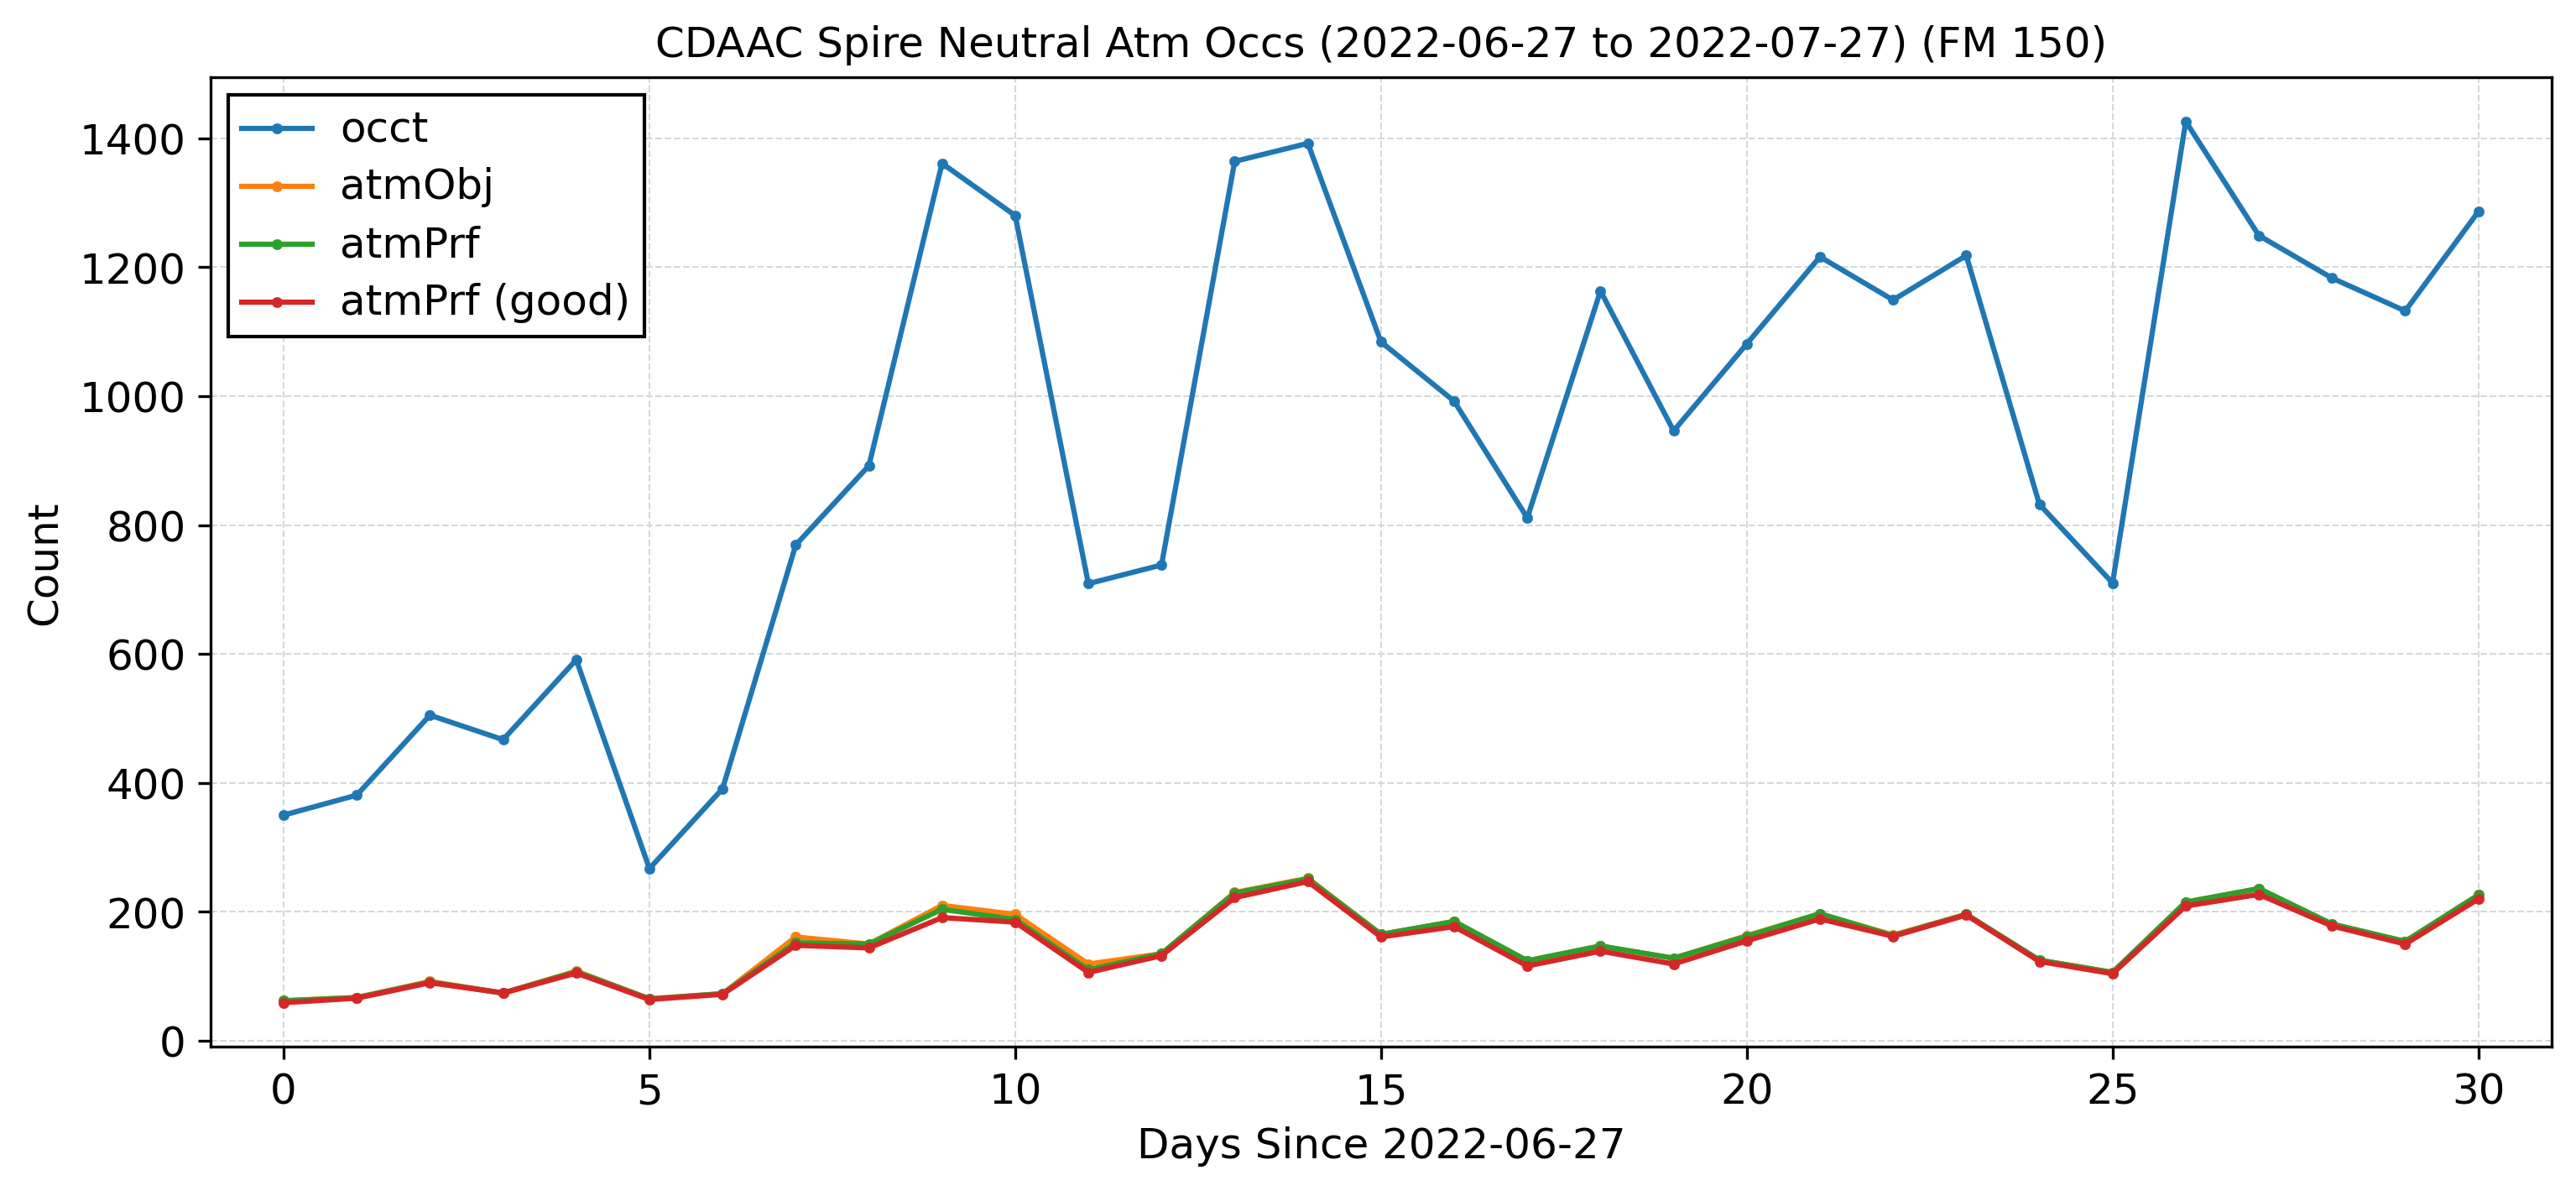 CDAAC Spire Neutral Atm Occs (2022-06-27 to 2022-07-27) (FM 150)
occt
atmObj
atmPrf
atmPrf (good)
1400
1200
1000
800
600
400
200
0
Count
0 5 10 15 20 25 30
Days Since 2022-06-27